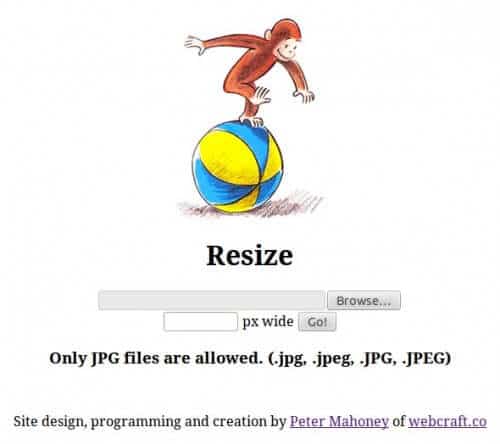 Resize
Browse...
px wide Go!
Only JPG files are allowed. (.jpg, .jpeg, .JPG, .JPEG)
Site design, programming and creation by Peter Mahoney of webcraft.co